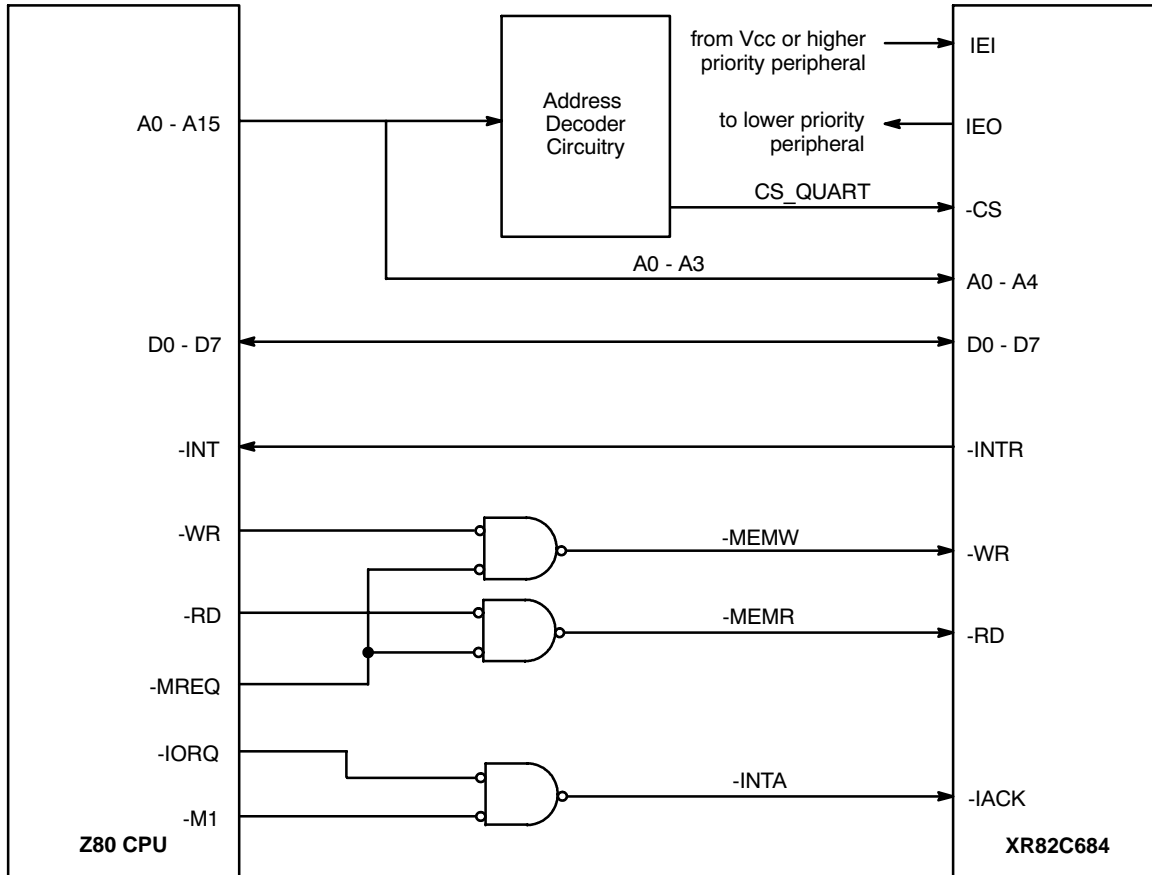 from Vcc or higher
priority peripheral
IEI
A0 - A15
Address
Decoder
Circuitry
to lower priority
peripheral
IEO
CS_QUART
-CS
A0 - A3
A0 - A4
D0 - D7
D0 - D7
-INT
-INTR
-WR
-MEMW
-WR
-RD
-MEMR
-RD
-MREQ
-IORQ
-INTA
-IACK
-M1
Z80 CPU
XR82C684